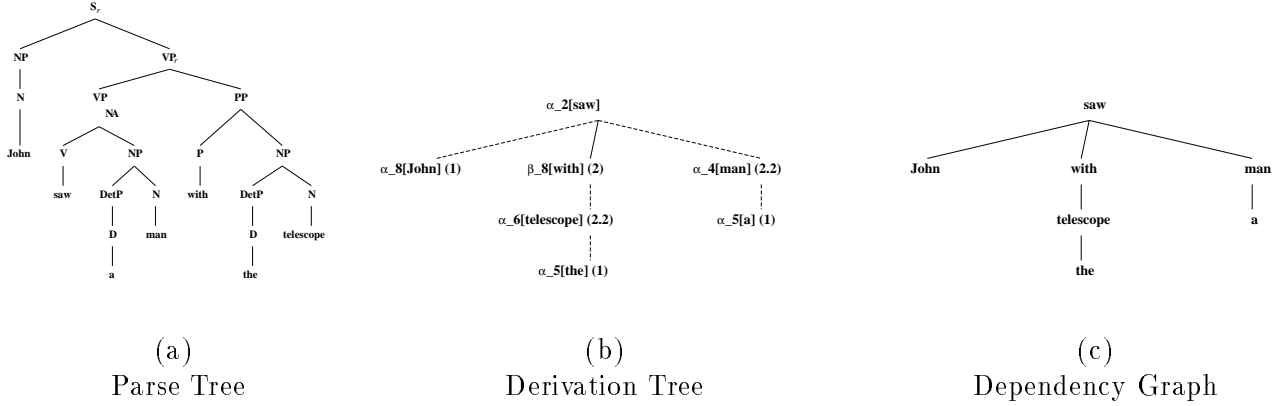 S_r
NP VP_r
N VP PP
NA
John V NP P NP
saw DetP N with DetP N
D man D telescope
a the
α_2[saw]
α_8[John] (1) β_8[with] (2) α_4[man] (2.2)
α_6[telescope] (2.2) α_5[a] (1)
α_5[the] (1)
saw
John with man
telescope a
the
(a) (b) (c)
Parse Tree Derivation Tree Dependency Graph